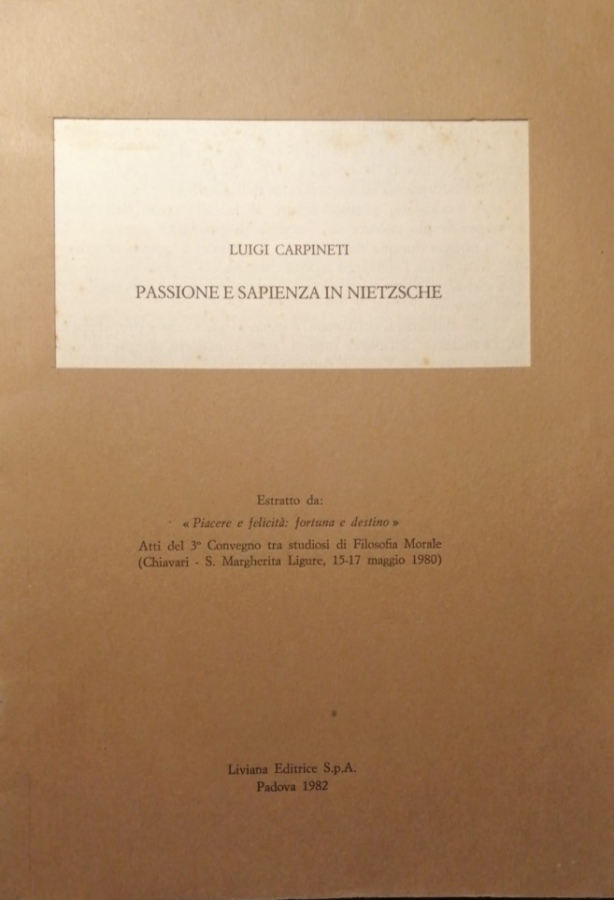 LUIGI CARPINETI
PASSIONE E SAPIENZA IN NIETZSCHE
Estratto da:
« Piacere e felicità: fortuna e destino »
Atti del 3° Convegno tra studiosi di Filosofia Morale
(Chiavari - S. Margherita Ligure, 15-17 maggio 1980)
Liviana Editrice S.p.A.
Padova 1982